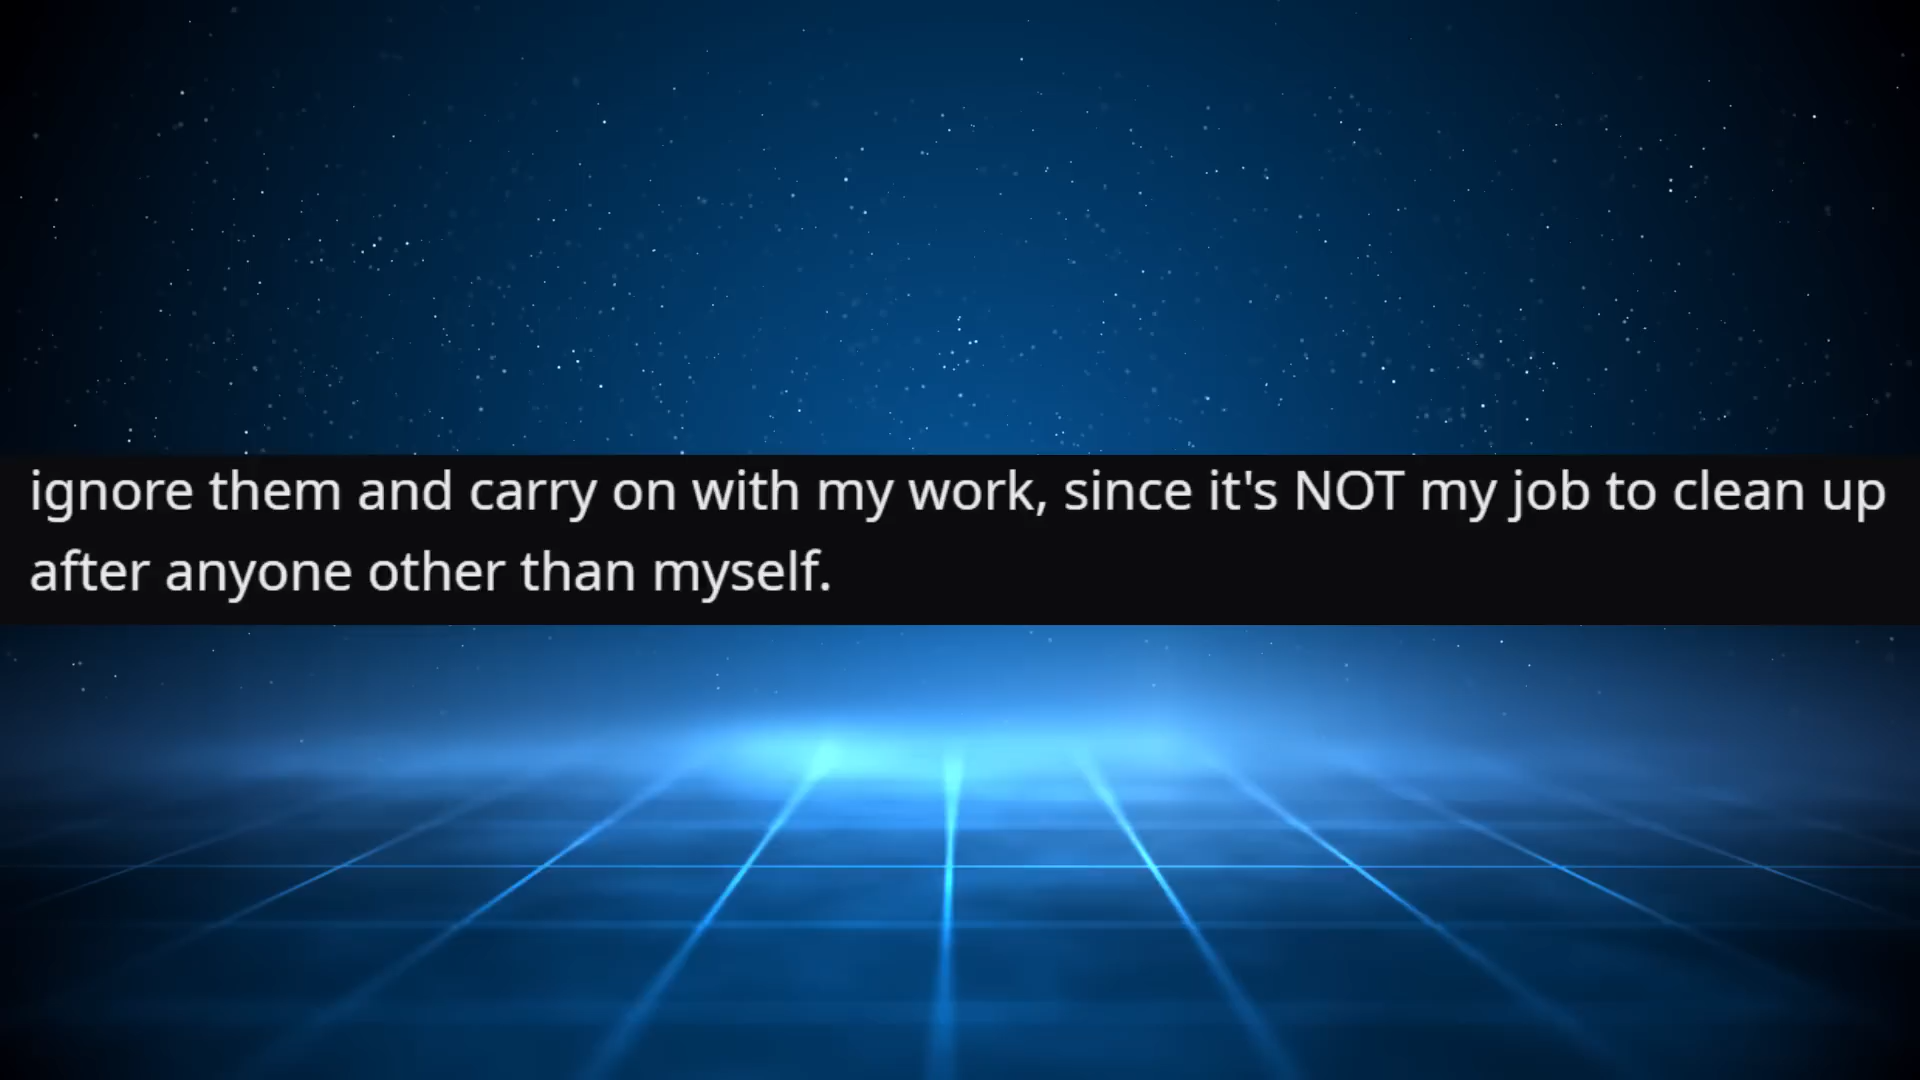 ignore them and carry on with my work, since it's NOT my job to clean up
after anyone other than myself.